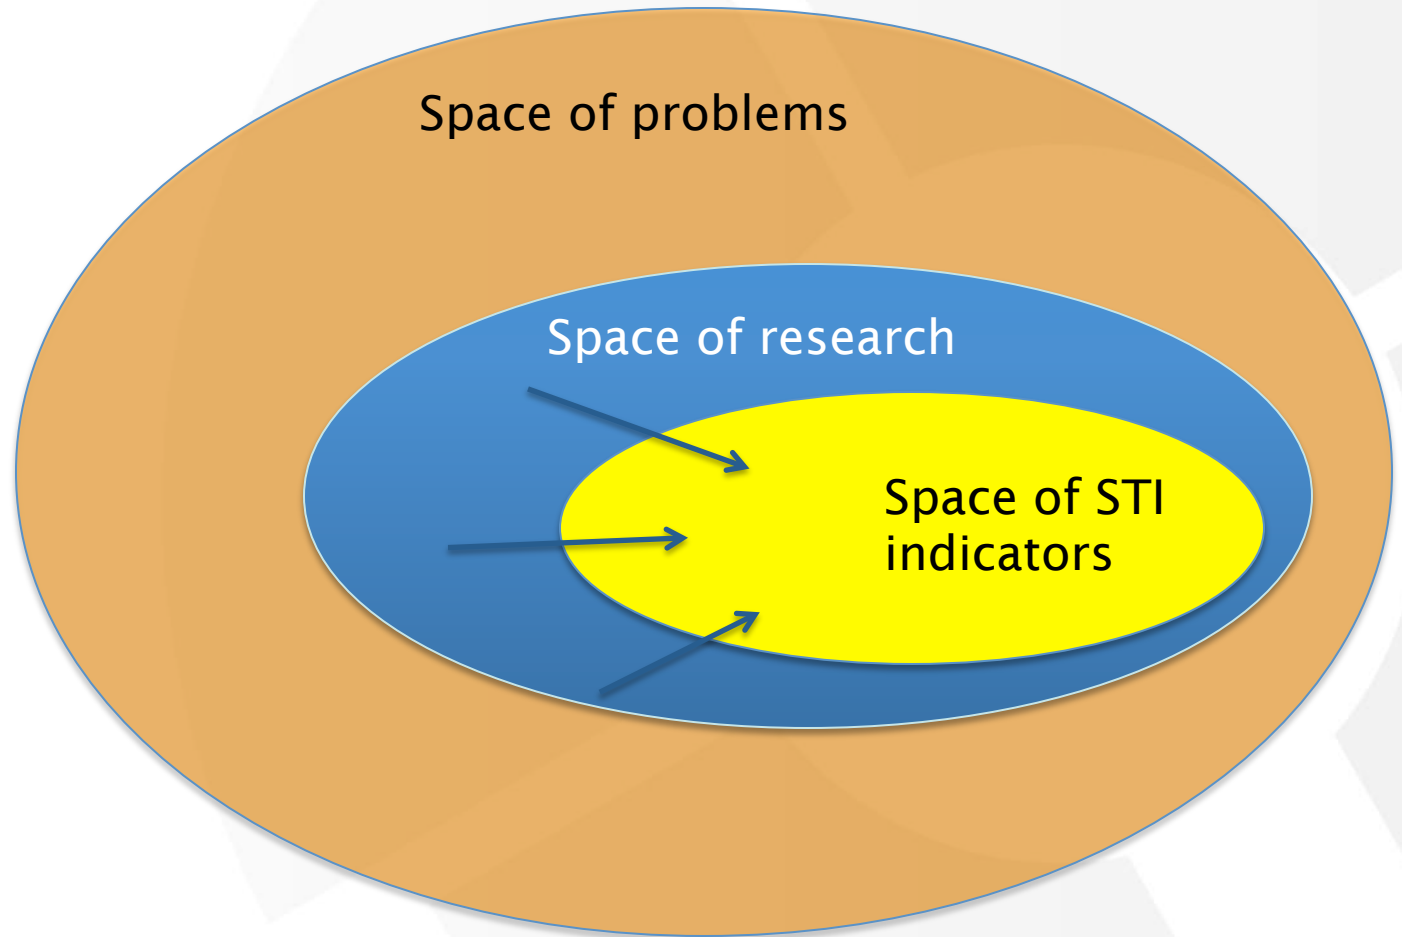 Space of problems
Space of research
Space of STI
indicators